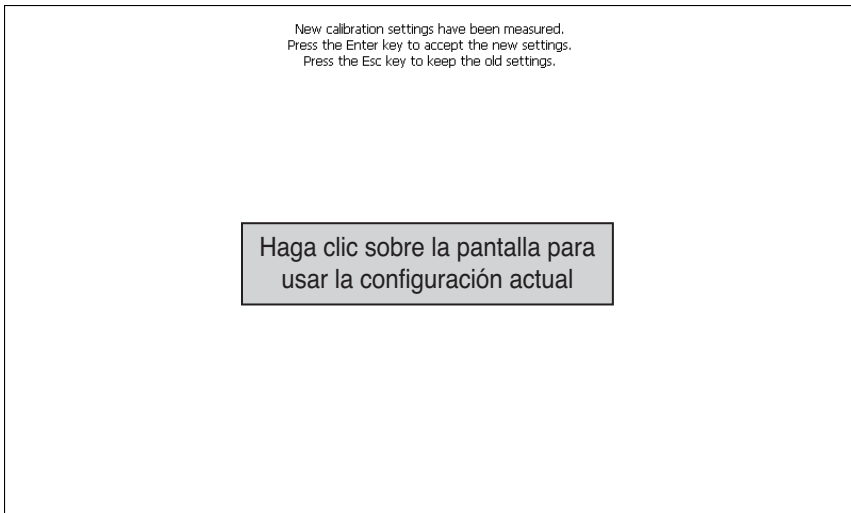 New calibration settings have been measured.
Press the Enter key to accept the new settings.
Press the Esc key to keep the old settings.
Haga clic sobre la pantalla para
usar la configuración actual